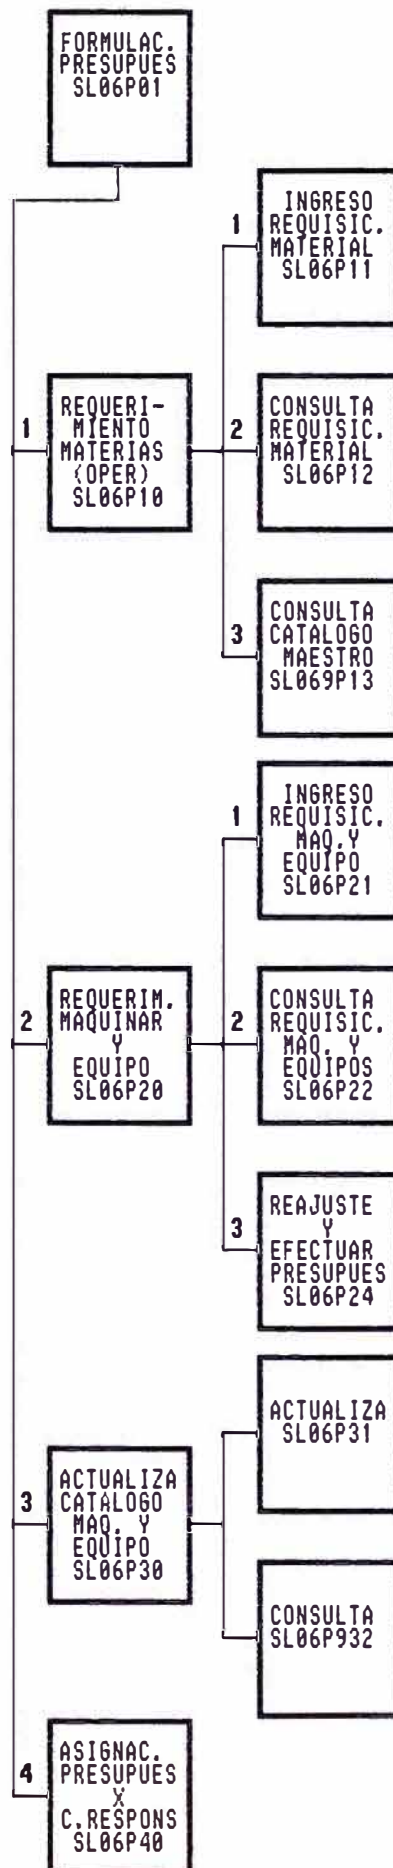 FORMULAC.
PRESUPUES
SL06P01
1
INGRESO
REQUISIC.
MATERIAL
SL06P11
1
REQUERI-
MIENTO
MATERIAS
(OPER)
SL06P10
2
CONSULTA
REQUISIC.
MATERIAL
SL06P12
3
CONSULTA
CATALOGO
MAESTRO
SL069P13
1
INGRESO
REQUISIC.
MAQ.Y
EQUIPO
SL06P21
2
REQUERIM.
MAQUINAR
Y
EQUIPO
SL06P20
2
CONSULTA
REQUISIC.
MAQ. Y
EQUIPOS
SL06P22
3
REAJUSTE
Y
EFECTUAR
PRESUPUES
SL06P24
ACTUALIZA
SL06P31
3
ACTUALIZA
CATALOGO
MAQ. Y
EQUIPO
SL06P30
CONSULTA
SL06P932
4
ASIGNAC.
PRESUPUES
X
C.RESPONS
SL06P40